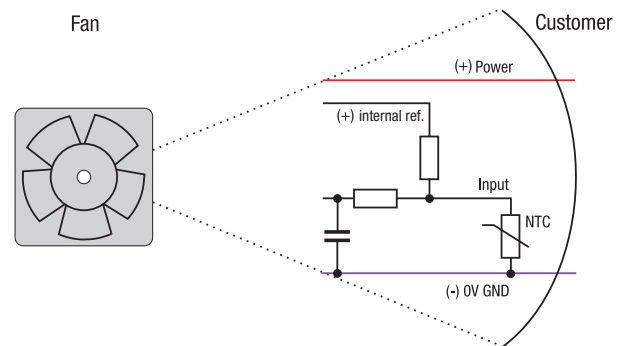 Fan
Customer
(+) Power
(+) internal ref.
Input
NTC
(-) 0V GND